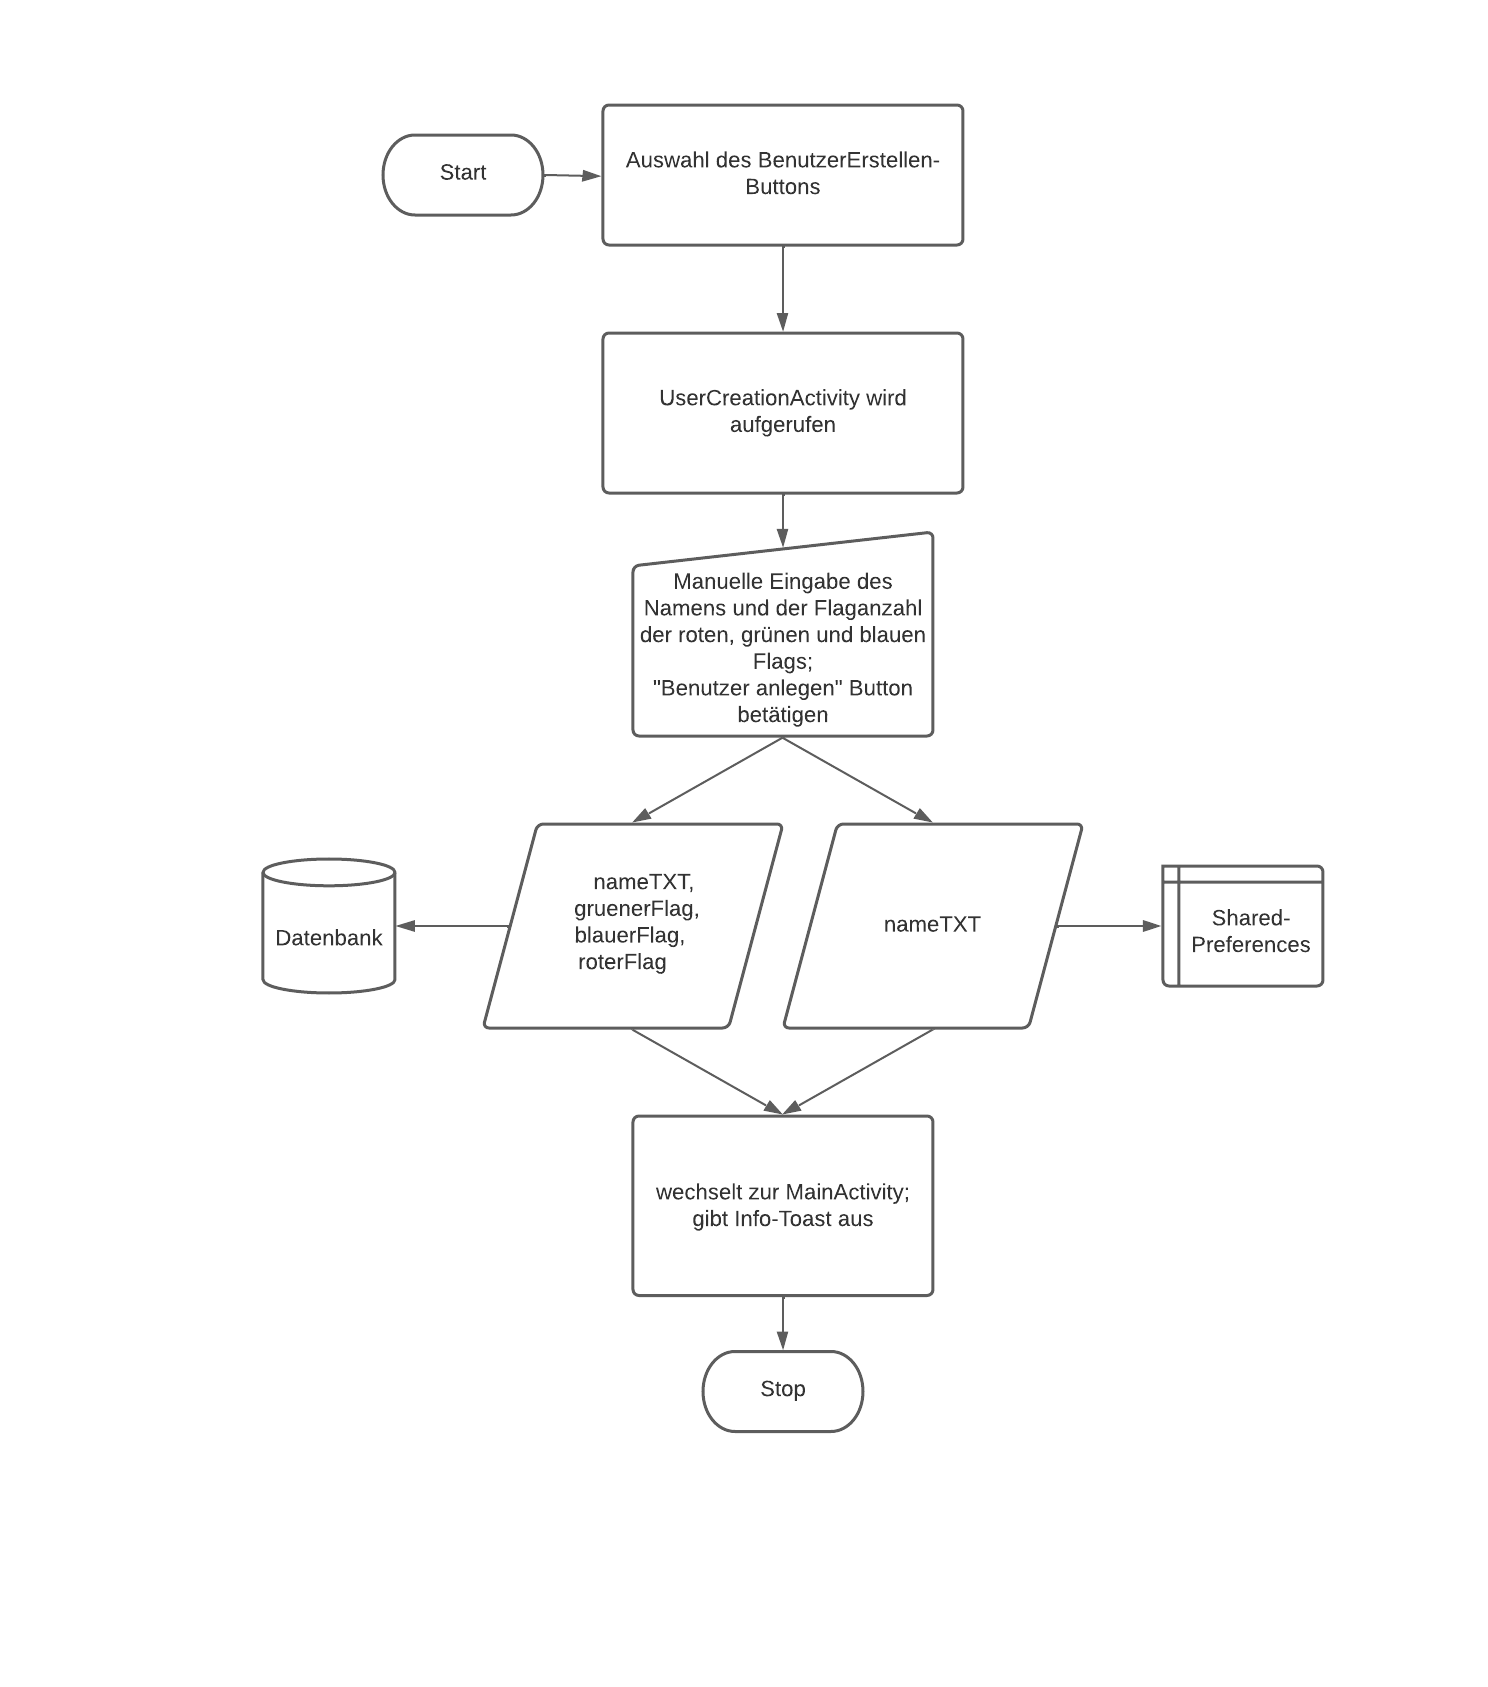 Start
Auswahl des BenutzerErstellen-
Buttons
UserCreationActivity wird
aufgerufen
Manuelle Eingabe des
Namens und der Flaganzahl
der roten, grünen und blauen
Flags;
"Benutzer anlegen" Button
betätigen
Datenbank
nameTXT,
gruenerFlag,
blauerFlag,
roterFlag
nameTXT
Shared-
Preferences
wechselt zur MainActivity;
gibt Info-Toast aus
Stop